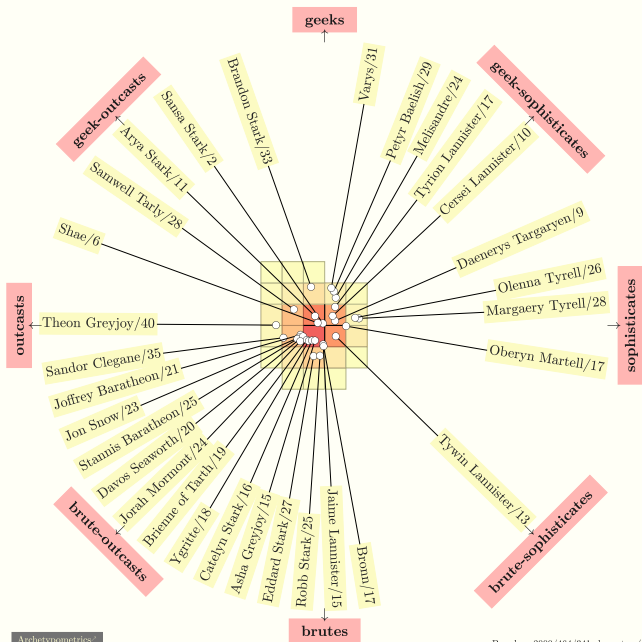 geeks
geek-outcasts
geek-sophisticates
Brandon Stark/33
Varys/31
Petyr Baelish/29
Melisandre/24
Tyrion Lannister/17
Cersei Lannister/10
Sansa Stark/2
Arya Stark/11
Samwell Tarly/28
Shae/6
Daenerys Targaryen/9
Olenna Tyrell/26
Margaery Tyrell/28
outcasts
sophisticates
Theon Greyjoy/40
Oberyn Martell/17
Sandor Clegane/35
Joffrey Baratheon/21
Jon Snow/23
Stannis Baratheon/25
Davos Seaworth/20
Jorah Mormont/24
Brienne of Tarth/19
Ygritte/18
Catelyn Stark/16
Asha Greyjoy/15
Eddard Stark/27
Robb Stark/25
Jaime Lannister/15
Bronn/17
Tywin Lannister/13
brute-outcasts
brute-sophisticates
brutes
Archetypometrics